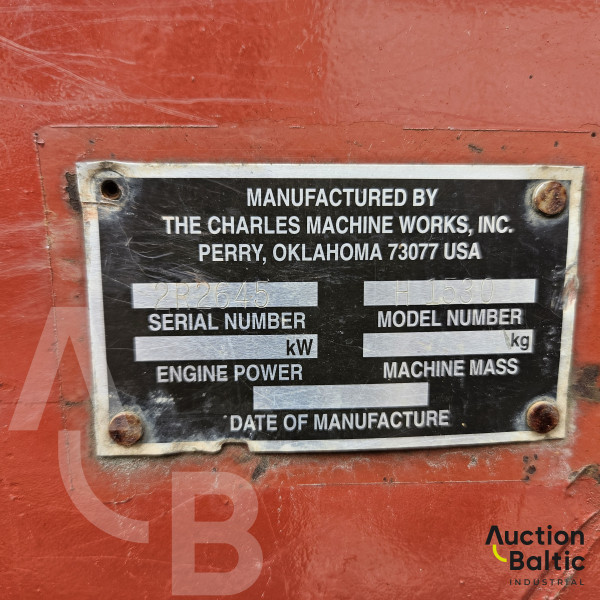 MANUFACTURED BY
THE CHARLES MACHINE WORKS, INC.
PERRY, OKLAHOMA 73077 USA
2R2645 H 1530
SERIAL NUMBER MODEL NUMBER
kW kg
ENGINE POWER MACHINE MASS
DATE OF MANUFACTURE
AB
Auction
Baltic
INDUSTRIAL